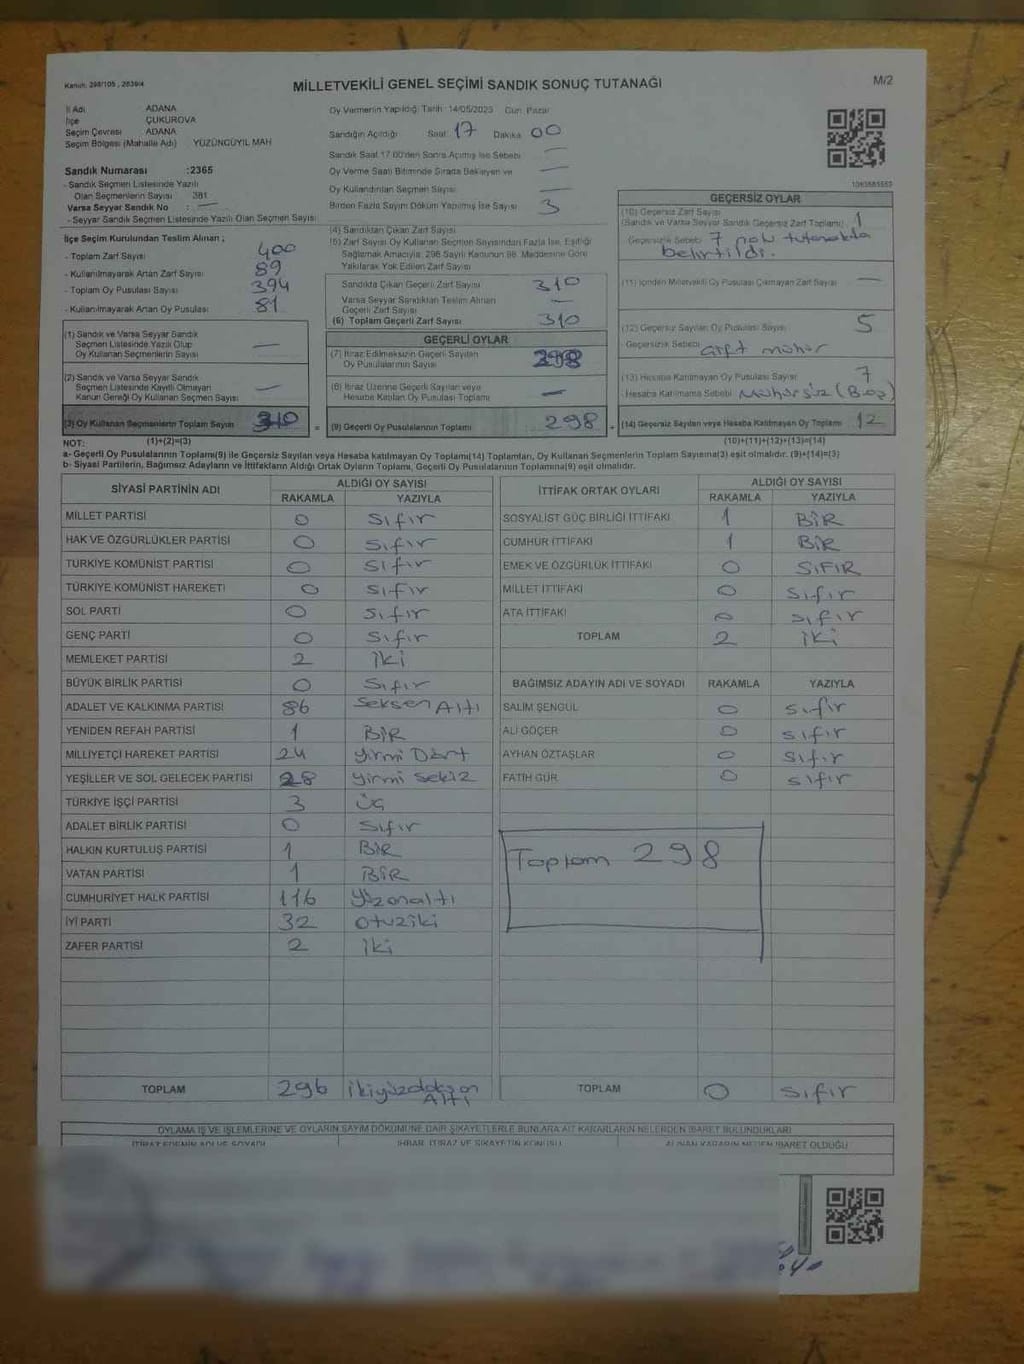 Kanun: 298/105, 2839/4
MİLLETVEKİLİ GENEL SEÇİMİ SANDIK SONUÇ TUTANAĞI
M/2
İl Adı ADANA
İlçe ÇUKUROVA
Seçim Çevresi ADANA
Seçim Bölgesi (Mahalle Adı) YÜZÜNCÜYIL MAH
Sandık Numarası :2365
- Sandık Seçmen Listesinde Yazılı
Olan Seçmenlerin Sayısı 381
Varsa Seyyar Sandık No : —
- Seyyar Sandık Seçmen Listesinde Yazılı Olan Seçmen Sayısı
Oy Vermenin Yapıldığı Tarih : 14/05/2023 Gün: Pazar
Sandığın Açıldığı Saat 17 Dakika 00
Sandık Saat 17.00'den Sonra Açılmış İse Sebebi —
Oy Verme Saati Bitiminde Sırada Bekleyen ve —
Oy Kullandırılan Seçmen Sayısı —
Birden Fazla Sayım Döküm Yapılmış İse Sayısı 3
İlçe Seçim Kurulundan Teslim Alınan ;
- Toplam Zarf Sayısı 400
- Kullanılmayarak Artan Zarf Sayısı 89
- Toplam Oy Pusulası Sayısı 394
- Kullanılmayarak Artan Oy Pusulası 81
(1) Sandık ve Varsa Seyyar Sandık
Seçmen Listesinde Yazılı Olup
Oy Kullanan Seçmenlerin Sayısı —
(2) Sandık ve Varsa Seyyar Sandık
Seçmen Listesinde Kayıtlı Olmayan
Kanun Gereği Oy Kullanan Seçmen Sayısı —
(3) Oy Kullanan Seçmenlerin Toplam Sayısı 310
(4) Sandıktan Çıkan Zarf Sayısı
(5) Zarf Sayısı Oy Kullanan Seçmen Sayısından Fazla İse, Eşitliği
Sağlamak Amacıyla; 298 Sayılı Kanunun 98. Maddesine Göre
Yakılarak Yok Edilen Zarf Sayısı
Sandıkta Çıkan Geçerli Zarf Sayısı 310
Varsa Seyyar Sandıktan Teslim Alınan
Geçerli Zarf Sayısı —
(6) Toplam Geçerli Zarf Sayısı 310
GEÇERLİ OYLAR
(7) İtiraz Edilmeksizin Geçerli Sayılan
Oy Pusulalarının Sayısı 298
(8) İtiraz Üzerine Geçerli Sayılan veya
Hesaba Katılan Oy Pusulası Toplamı —
= (9) Geçerli Oy Pusulalarının Toplamı 298
1063581553
GEÇERSİZ OYLAR
(10) Geçersiz Zarf Sayısı
(Sandık ve Varsa Seyyar Sandık Geçersiz Zarf Toplamı) 1
Geçersizlik Sebebi 7 nolu tutanakda
belirtildi.
(11) İçinden Milletvekili Oy Pusulası Çıkmayan Zarf Sayısı —
(12) Geçersiz Sayılan Oy Pusulası Sayısı 5
Geçersizlik Sebebi Çift mühür
(13) Hesaba Katılmayan Oy Pusulası Sayısı 7
Hesaba Katılmama Sebebi Mühürsüz (Boş)
+ (14) Geçersiz Sayılan veya Hesaba Katılmayan Oy Toplamı 12
NOT: (1)+(2)=(3) (10)+(11)+(12)+(13)=(14)
a- Geçerli Oy Pusulalarının Toplamı(9) ile Geçersiz Sayılan veya Hesaba katılmayan Oy Toplamı(14) Toplamları, Oy Kullanan Seçmenlerin Toplam Sayısına(3) eşit olmalıdır. (9)+(14)=(3)
b- Siyasi Partilerin, Bağımsız Adayların ve İttifakların Aldığı Ortak Oyların Toplamı, Geçerli Oy Pusulalarının Toplamına(9) eşit olmalıdır.
SİYASİ PARTİNİN ADI ALDIĞI OY SAYISI
RAKAMLA YAZIYLA
MİLLET PARTİSİ 0 sıfır
HAK VE ÖZGÜRLÜKLER PARTİSİ 0 sıfır
TÜRKİYE KOMÜNİST PARTİSİ 0 sıfır
TÜRKİYE KOMÜNİST HAREKETİ 0 sıfır
SOL PARTİ 0 sıfır
GENÇ PARTİ 0 sıfır
MEMLEKET PARTİSİ 2 iki
BÜYÜK BİRLİK PARTİSİ 0 sıfır
ADALET VE KALKINMA PARTİSİ 86 Seksen Altı
YENİDEN REFAH PARTİSİ 1 BİR
MİLLİYETÇİ HAREKET PARTİSİ 24 Yirmi Dört
YEŞİLLER VE SOL GELECEK PARTİSİ 28 Yirmi Sekiz
TÜRKİYE İŞÇİ PARTİSİ 3 üç
ADALET BİRLİK PARTİSİ 0 sıfır
HALKIN KURTULUŞ PARTİSİ 1 BİR
VATAN PARTİSİ 1 BİR
CUMHURİYET HALK PARTİSİ 116 Yüzonaltı
İYİ PARTİ 32 otuziki
ZAFER PARTİSİ 2 iki
TOPLAM 296 ikiyüzdoksan
Altı
İTTİFAK ORTAK OYLARI ALDIĞI OY SAYISI
RAKAMLA YAZIYLA
SOSYALİST GÜÇ BİRLİĞİ İTTİFAKI 1 BİR
CUMHUR İTTİFAKI 1 BİR
EMEK VE ÖZGÜRLÜK İTTİFAKI 0 SIFIR
MİLLET İTTİFAKI 0 sıfır
ATA İTTİFAKI 0 sıfır
TOPLAM 2 iki
BAĞIMSIZ ADAYIN ADI VE SOYADI RAKAMLA YAZIYLA
SALİM ŞENGÜL 0 sıfır
ALİ GÖÇER 0 sıfır
AYHAN ÖZTAŞLAR 0 sıfır
FATİH GÜR 0 sıfır
Toplam 298
TOPLAM 0 sıfır
OYLAMA İŞ VE İŞLEMLERİNE VE OYLARIN SAYIM DÖKÜMÜNE DAİR ŞİKAYETLERLE BUNLARA AİT KARARLARIN NELERDEN İBARET BULUNDUKLARI
İTİRAZ EDENİN ADI VE SOYADI İHBAR, İTİRAZ VE ŞİKAYETİN KONUSU ALINAN KARARIN NEDEN İBARET OLDUĞU